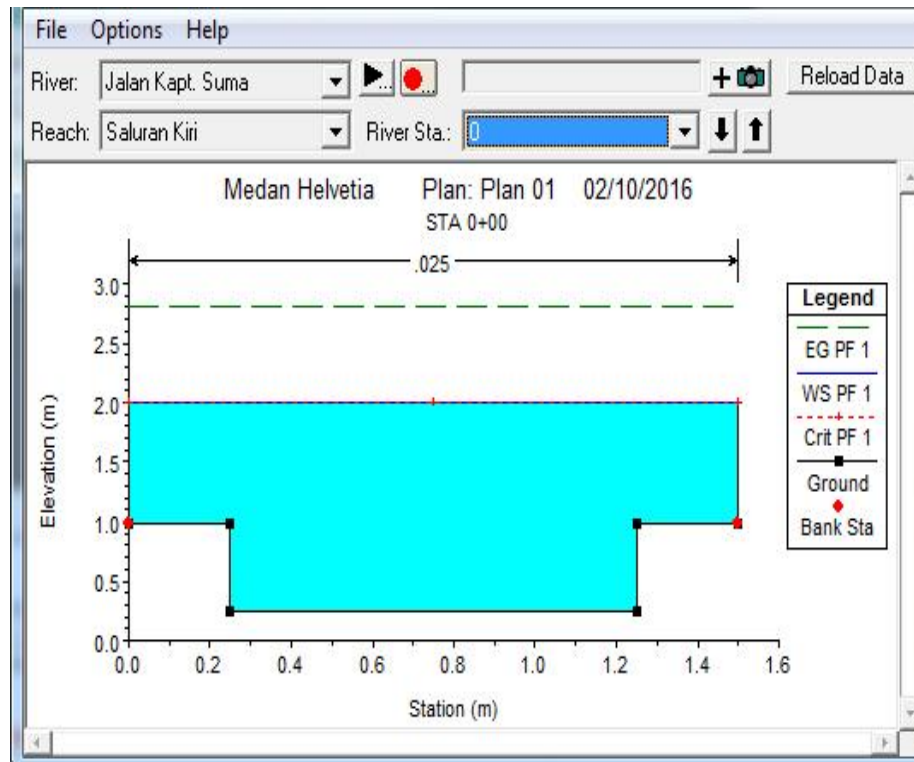 File Options Help
River: Jalan Kapt. Suma ... ... + Reload Data
Reach: Saluran Kiri River Sta.: 0
Medan Helvetia Plan: Plan 01 02/10/2016
STA 0+00
.025
3.0
2.5
2.0
1.5
1.0
0.5
0.0
Elevation (m)
0.0 0.2 0.4 0.6 0.8 1.0 1.2 1.4 1.6
Station (m)
Legend
EG PF 1
WS PF 1
Crit PF 1
Ground
Bank Sta